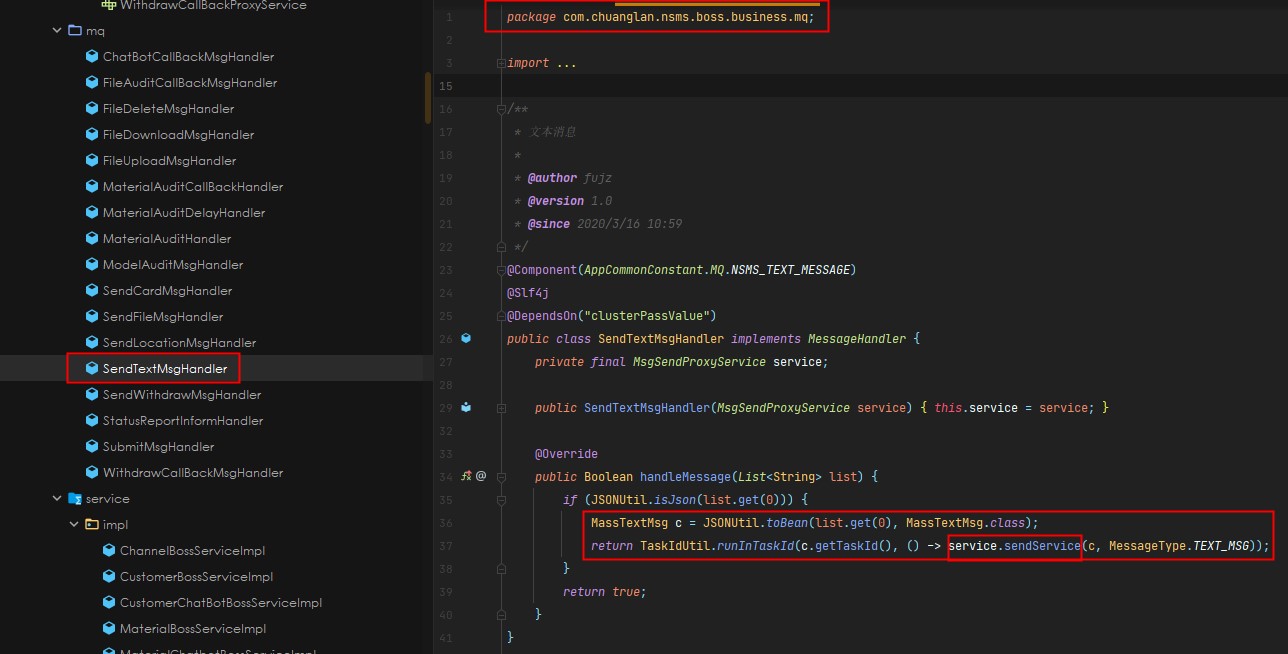 WithdrawCallBackProxyService
mq
ChatBotCallBackMsgHandler
FileAuditCallBackMsgHandler
FileDeleteMsgHandler
FileDownloadMsgHandler
FileUploadMsgHandler
MaterialAuditCallBackHandler
MaterialAuditDelayHandler
MaterialAuditHandler
ModelAuditMsgHandler
SendCardMsgHandler
SendFileMsgHandler
SendLocationMsgHandler
SendTextMsgHandler
SendWithdrawMsgHandler
StatusReportInformHandler
SubmitMsgHandler
WithdrawCallBackMsgHandler
service
impl
ChannelBossServiceImpl
CustomerBossServiceImpl
CustomerChatBotBossServiceImpl
MaterialBossServiceImpl
MaterialChatbotBossServiceImpl
1 package com.chuanglan.nsms.boss.business.mq;
2
3 import ...
15
16 /**
17 * 文本消息
18 *
19 * @author fujz
20 * @version 1.0
21 * @since 2020/3/16 10:59
22 */
23 @Component(AppCommonConstant.MQ.NSMS_TEXT_MESSAGE)
24 @Slf4j
25 @DependsOn("clusterPassValue")
26 public class SendTextMsgHandler implements MessageHandler {
27 private final MsgSendProxyService service;
28
29 public SendTextMsgHandler(MsgSendProxyService service) { this.service = service; }
32
33 @Override
34 @ public Boolean handleMessage(List<String> list) {
35 if (JSONUtil.isJson(list.get(0))) {
36 MassTextMsg c = JSONUtil.toBean(list.get(0), MassTextMsg.class);
37 return TaskIdUtil.runInTaskId(c.getTaskId(), () -> service.sendService(c, MessageType.TEXT_MSG));
38 }
39 return true;
40 }
41 }